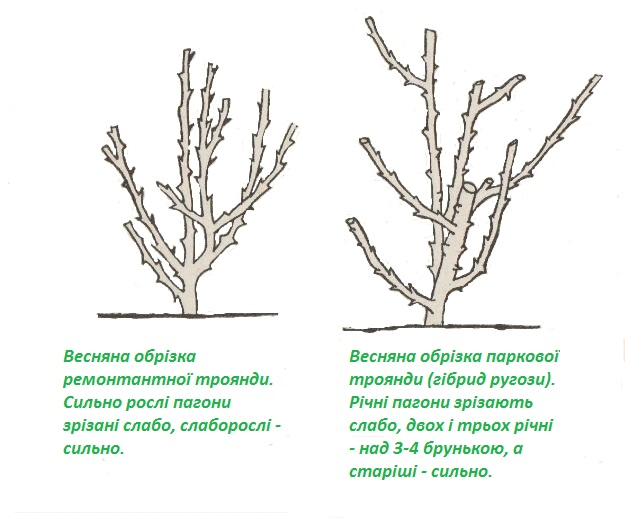 Весняна обрізка
ремонтантної троянди.
Сильно рослі пагони
зрізані слабо, слаборослі -
сильно.
Весняна обрізка паркової
троянди (гібрид ругози).
Річні пагони зрізають
слабо, двох і трьох річні
- над 3-4 брунькою, а
старіші - сильно.